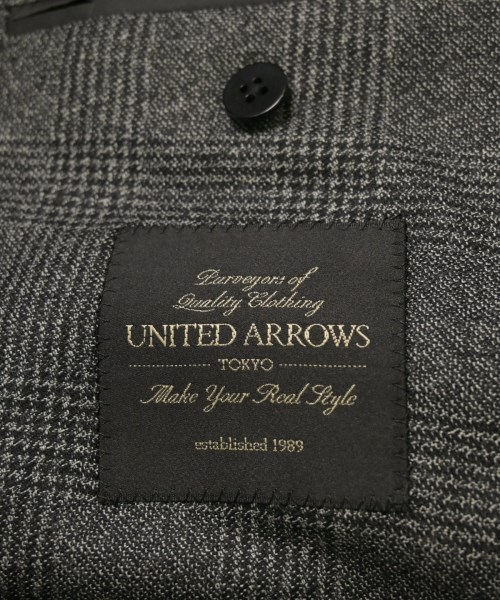 Purveyors of
Quality Clothing
UNITED ARROWS
TOKYO
Make Your Real Style
established 1989